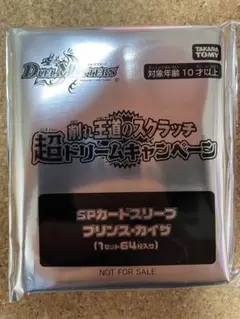 DUEL MASTERS
TAKARA TOMY
対象年齢10才以上
削れ王道のスクラッチ
超ドリームキャンペーン
SPカードスリーブ
プリンス・カイザ
(1セット64枚入り)
NOT FOR SALE